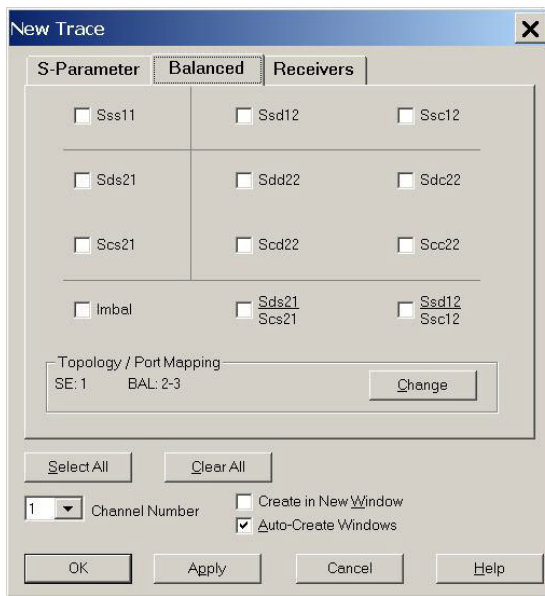 New Trace
S-Parameter Balanced Receivers
Sss11 Ssd12 Ssc12
Sds21 Sdd22 Sdc22
Scs21 Scd22 Scc22
Imbal Sds21 Ssd12
Scs21 Ssc12
Topology / Port Mapping
SE: 1 BAL: 2-3 Change
Select All Clear All
1 Channel Number Create in New Window
Auto-Create Windows
OK Apply Cancel Help